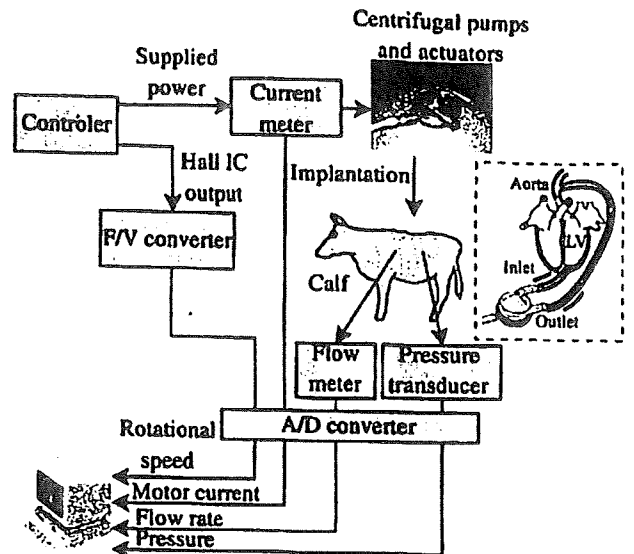 Centrifugal pumps
and actuators
Supplied
power
Current
meter
Controler
Hall IC
output
Implantation
Aorta
LV
Inlet
Outlet
F/V converter
Calf
Flow
meter
Pressure
transducer
A/D converter
Rotational
speed
Motor current
Flow rate
Pressure